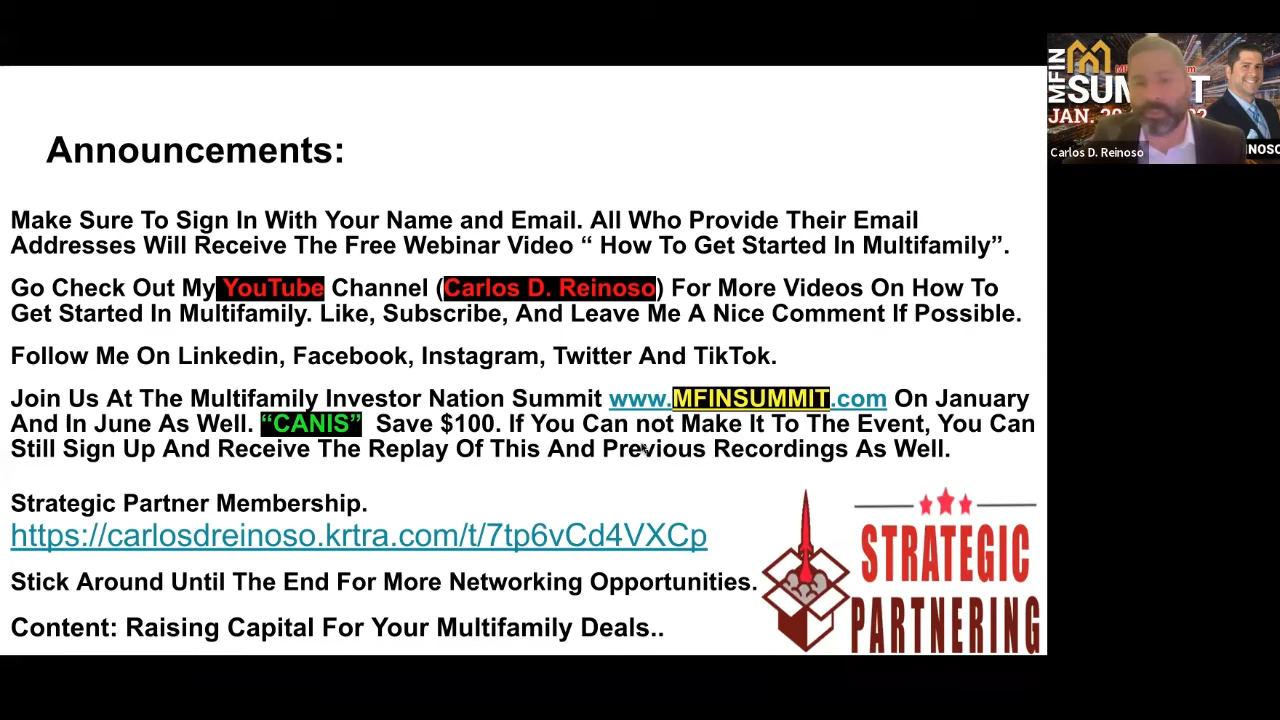 Announcements:
Make Sure To Sign In With Your Name and Email. All Who Provide Their Email
Addresses Will Receive The Free Webinar Video “ How To Get Started In Multifamily”.
Go Check Out My YouTube Channel (Carlos D. Reinoso) For More Videos On How To
Get Started In Multifamily. Like, Subscribe, And Leave Me A Nice Comment If Possible.
Follow Me On Linkedin, Facebook, Instagram, Twitter And TikTok.
Join Us At The Multifamily Investor Nation Summit www.MFINSUMMIT.com On January
And In June As Well. “CANIS” Save $100. If You Can not Make It To The Event, You Can
Still Sign Up And Receive The Replay Of This And Previous Recordings As Well.
Strategic Partner Membership.
https://carlosdreinoso.krtra.com/t/7tp6vCd4VXCp
Stick Around Until The End For More Networking Opportunities.
Content: Raising Capital For Your Multifamily Deals..
STRATEGIC
PARTNERING
MFIN
JAN.
Carlos D. Reinoso